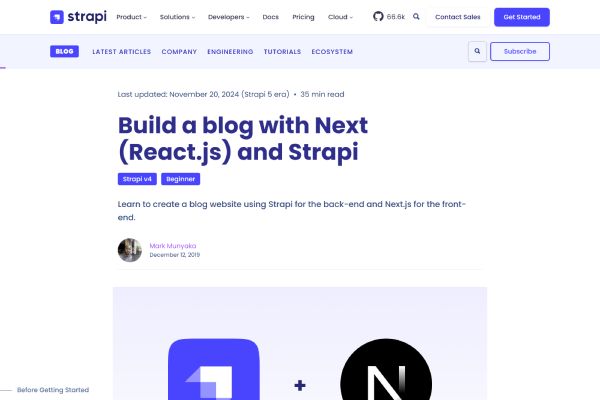 strapi Product Solutions Developers Docs Pricing Cloud 66.6k Contact Sales Get Started
BLOG LATEST ARTICLES COMPANY ENGINEERING TUTORIALS ECOSYSTEM Subscribe
Last updated: November 20, 2024 (Strapi 5 era) • 35 min read
Build a blog with Next
(React.js) and Strapi
Strapi v4 Beginner
Learn to create a blog website using Strapi for the back-end and Next.js for the front-
end.
Mark Munyaka
December 12, 2019
+ N
Before Getting Started